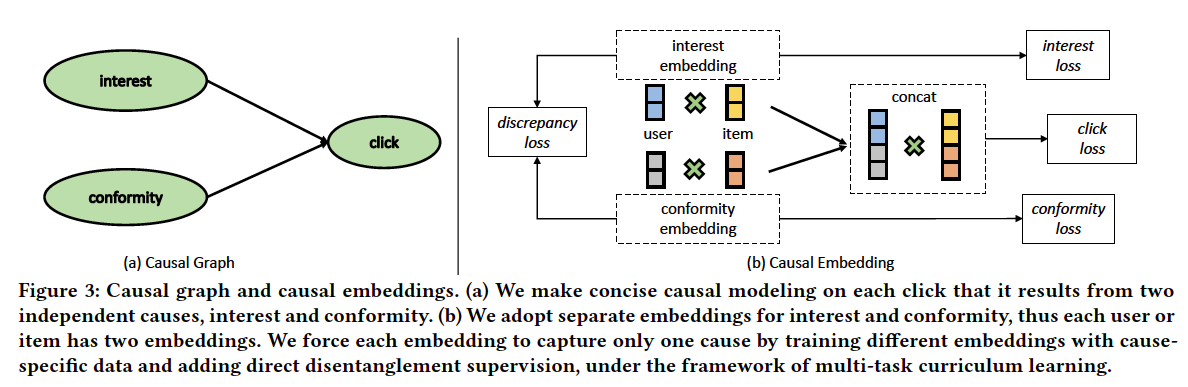 interest
conformity
click
(a) Causal Graph
interest
embedding
interest
loss
discrepancy
loss
user
item
concat
click
loss
conformity
embedding
conformity
loss
(b) Causal Embedding
Figure 3: Causal graph and causal embeddings. (a) We make concise causal modeling on each click that it results from two
independent causes, interest and conformity. (b) We adopt separate embeddings for interest and conformity, thus each user or
item has two embeddings. We force each embedding to capture only one cause by training different embeddings with cause-
specific data and adding direct disentanglement supervision, under the framework of multi-task curriculum learning.